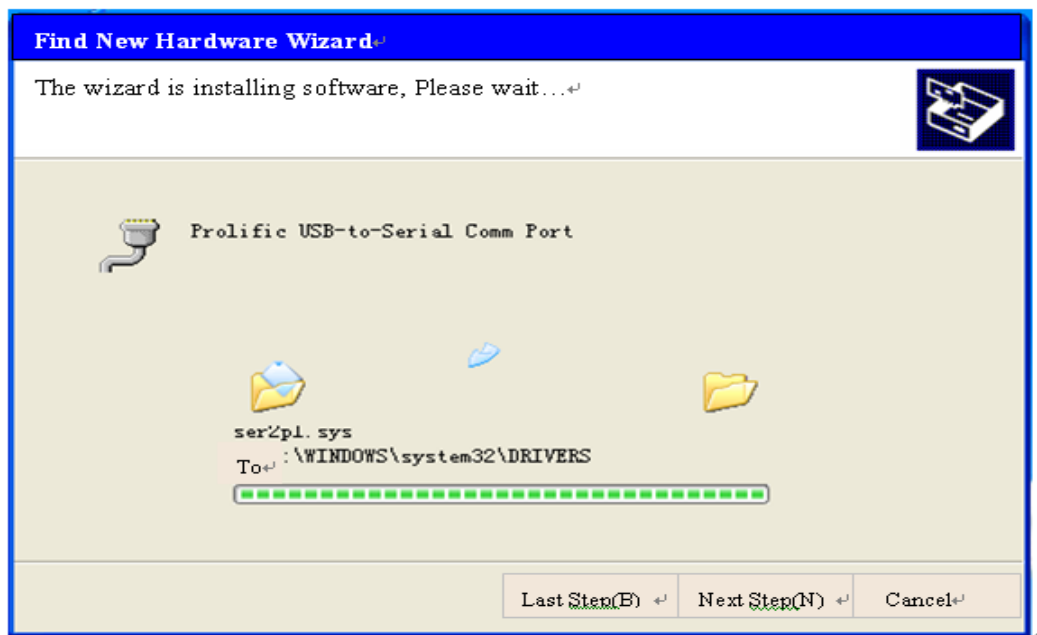 Find New Hardware Wizard↵
The wizard is installing software, Please wait...↵
Prolific USB-to-Serial Comm Port
ser2pl.sys
To↵ :\WINDOWS\system32\DRIVERS
Last Step(B) ↵ Next Step(N) ↵ Cancel↵